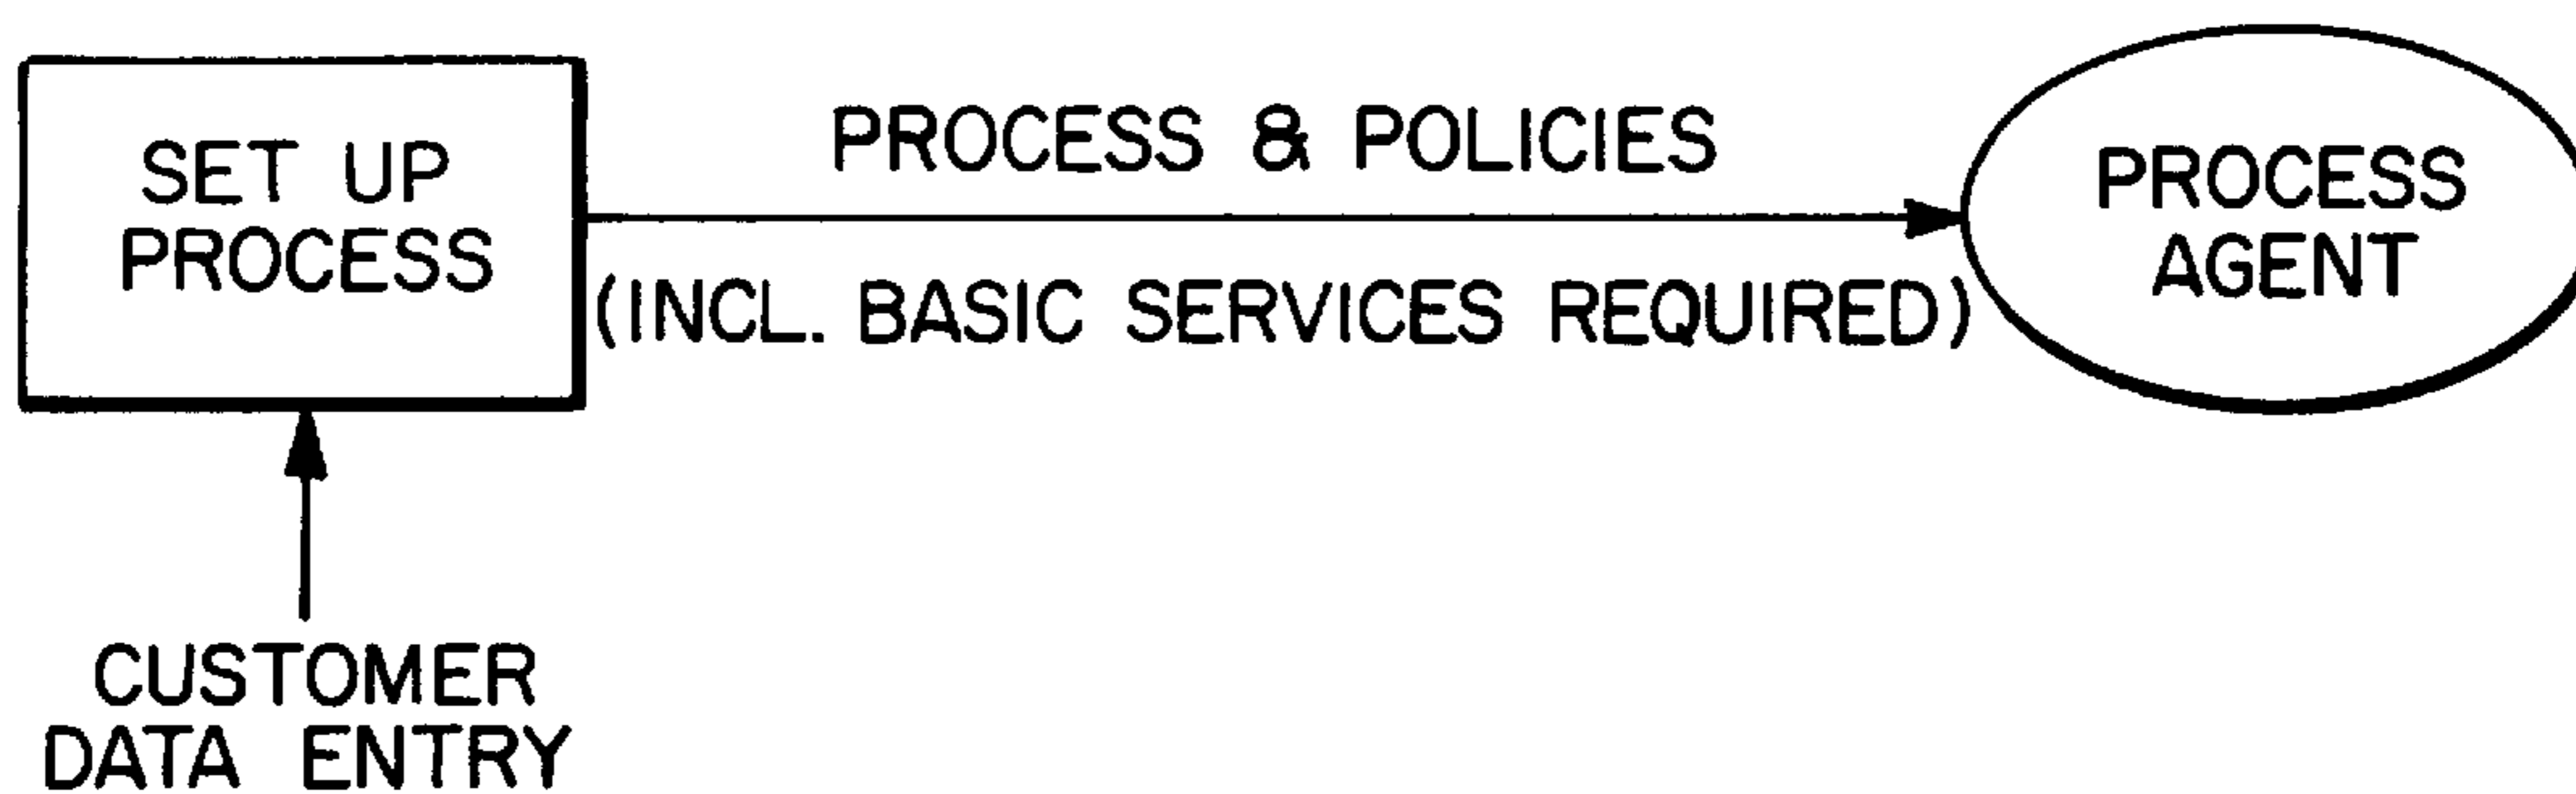 SET UP
PROCESS
PROCESS & POLICIES
(INCL. BASIC SERVICES REQUIRED)
PROCESS
AGENT
CUSTOMER
DATA ENTRY